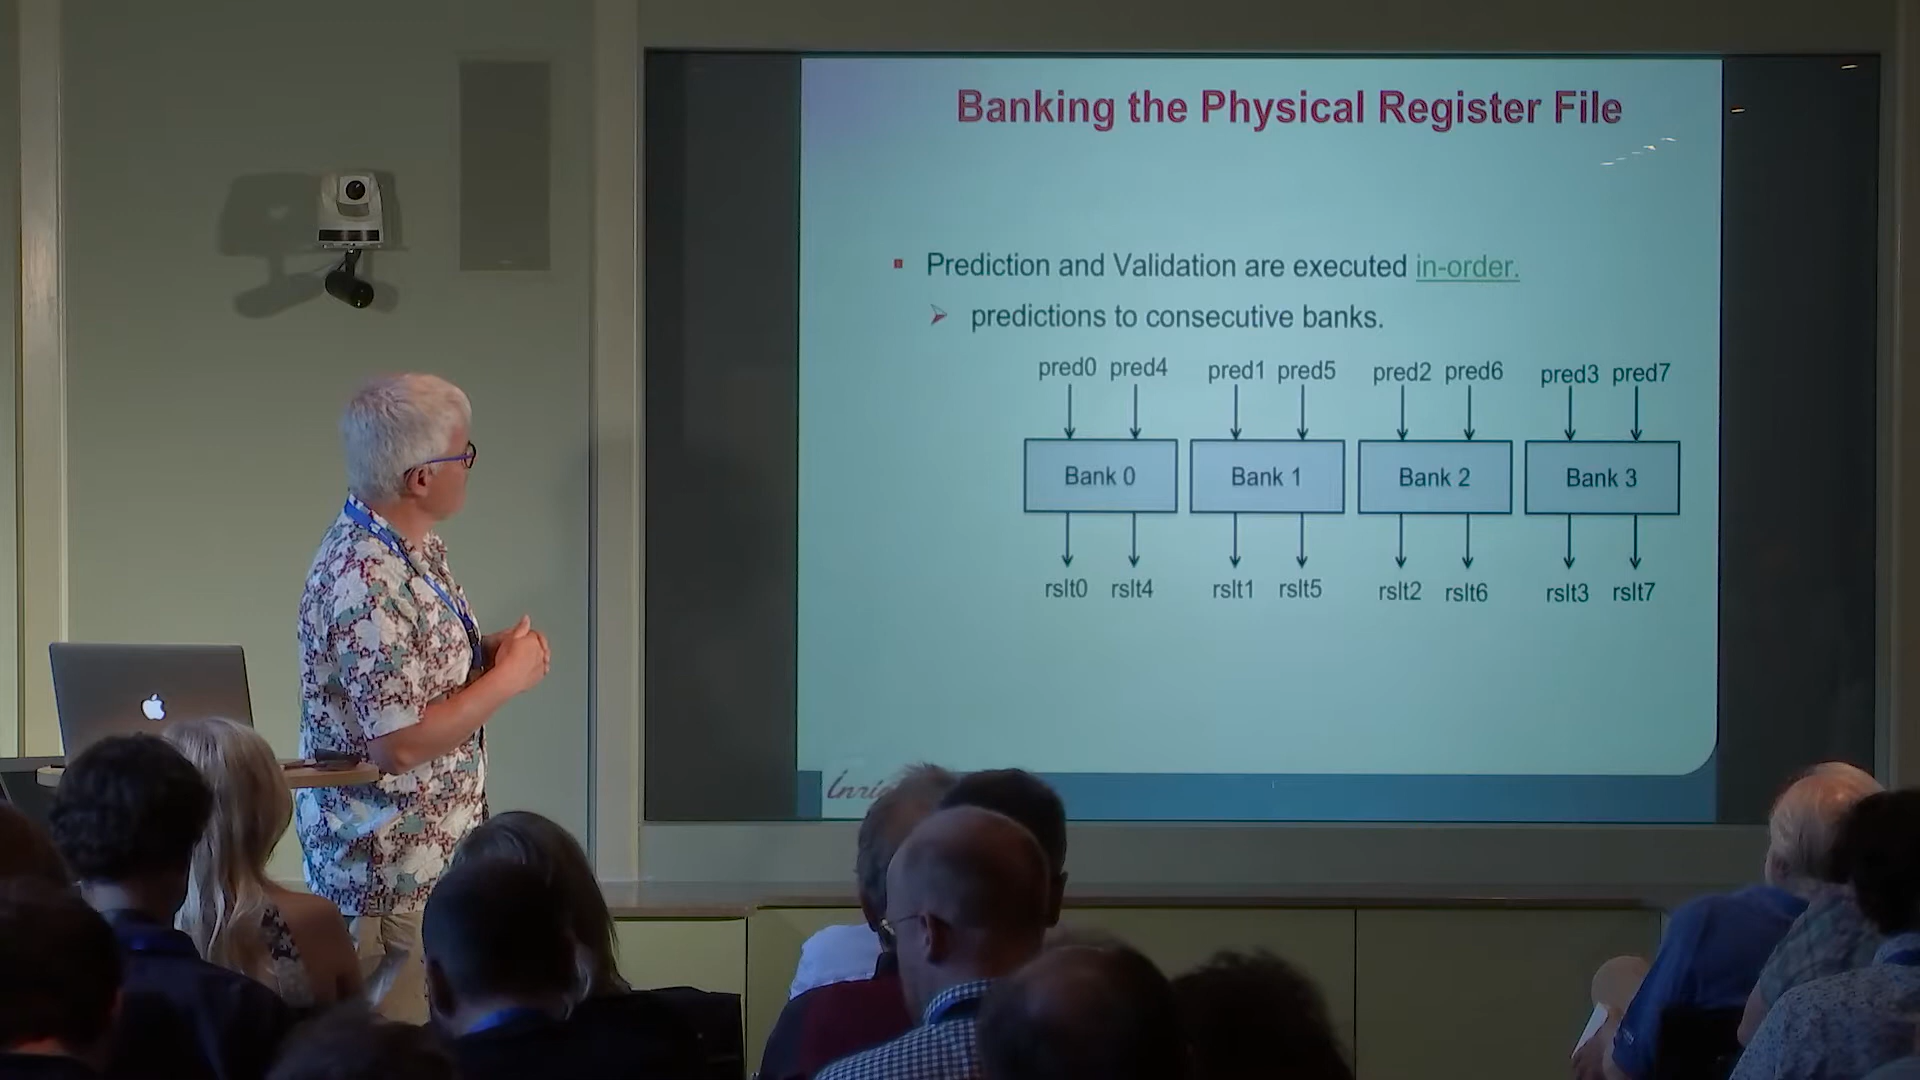 Banking the Physical Register File
Prediction and Validation are executed in-order.
predictions to consecutive banks.
pred0 pred4 pred1 pred5 pred2 pred6 pred3 pred7
Bank 0 Bank 1 Bank 2 Bank 3
rslt0 rslt4 rslt1 rslt5 rslt2 rslt6 rslt3 rslt7